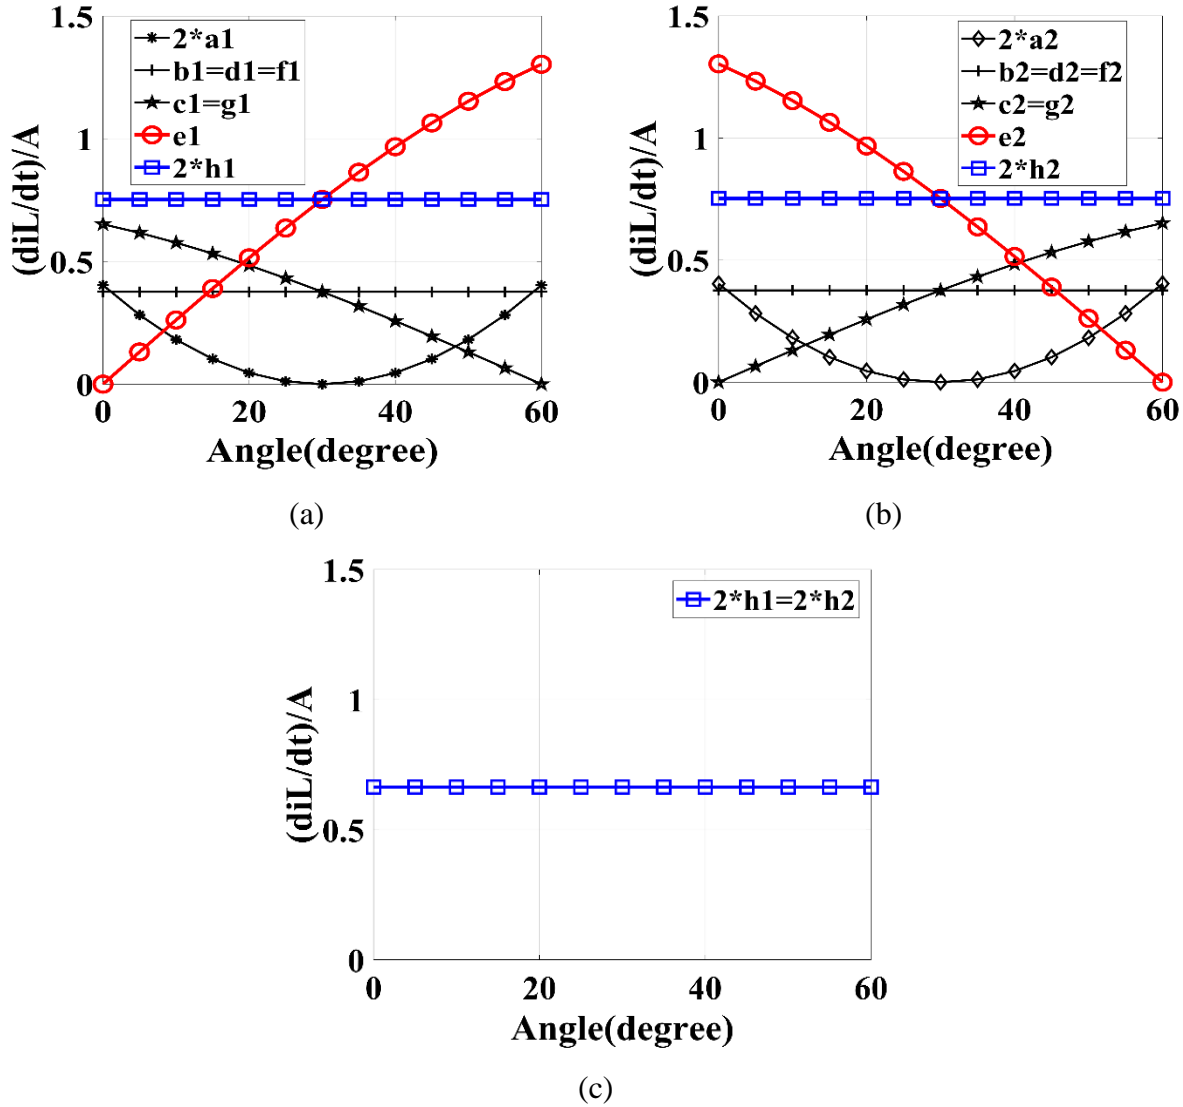 1.5
1
0.5
0
(diL/dt)/A
2*a1
b1=d1=f1
c1=g1
e1
2*h1
0
20
40
60
Angle(degree)
(a)
1.5
1
0.5
0
(diL/dt)/A
2*a2
b2=d2=f2
c2=g2
e2
2*h2
0
20
40
60
Angle(degree)
(b)
1.5
1
0.5
0
(diL/dt)/A
2*h1=2*h2
0
20
40
60
Angle(degree)
(c)